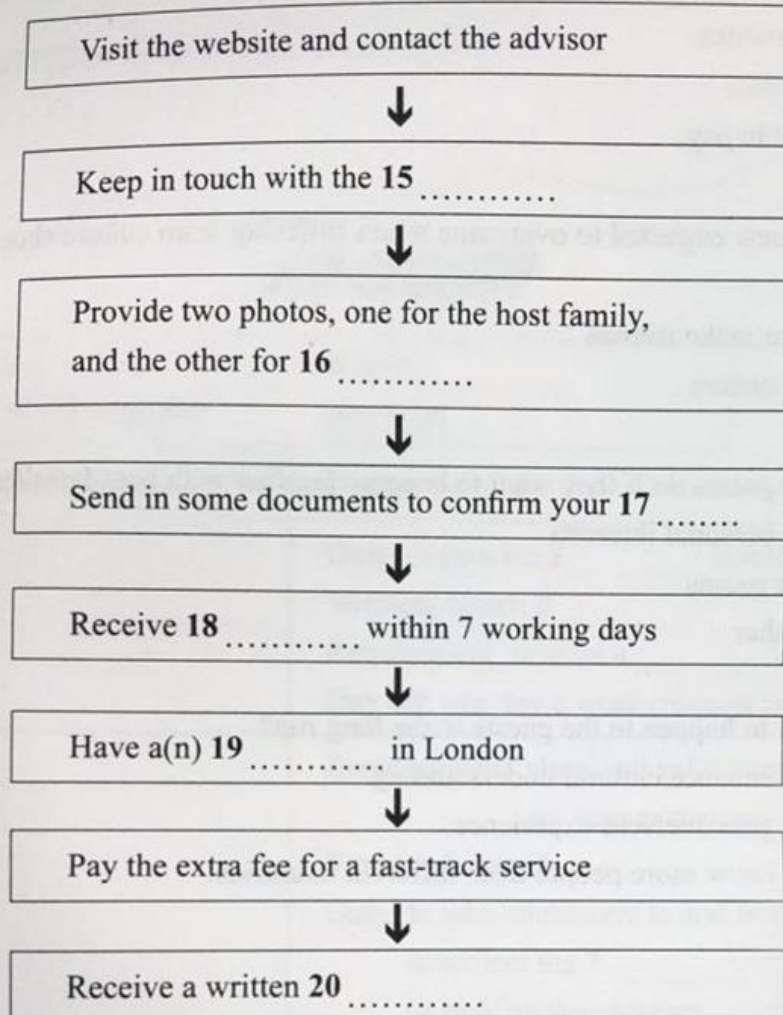 Visit the website and contact the advisor
Keep in touch with the 15 ............
Provide two photos, one for the host family,
and the other for 16 ............
Send in some documents to confirm your 17 .......
Receive 18 ............ within 7 working days
Have a(n) 19 ............ in London
Pay the extra fee for a fast-track service
Receive a written 20 ............